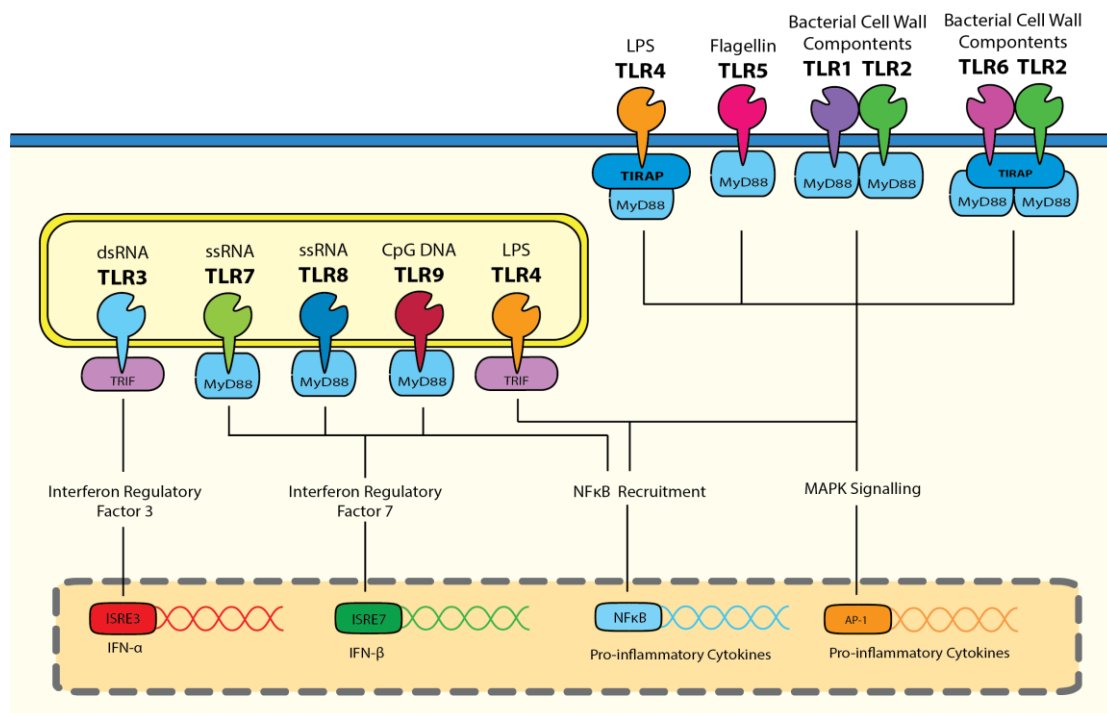 LPS
TLR4
Flagellin
TLR5
Bacterial Cell Wall
Compontents
TLR1 TLR2
Bacterial Cell Wall
Compontents
TLR6 TLR2
TIRAP
MyD88
MyD88
MyD88 MyD88
TIRAP
MyD88 MyD88
dsRNA
TLR3
ssRNA
TLR7
ssRNA
TLR8
CpG DNA
TLR9
LPS
TLR4
TRIF
MyD88
MyD88
MyD88
TRIF
Interferon Regulatory
Factor 3
Interferon Regulatory
Factor 7
NFκB Recruitment
MAPK Signalling
ISRE3
IFN-α
ISRE7
IFN-β
NFκB
Pro-inflammatory Cytokines
AP-1
Pro-inflammatory Cytokines